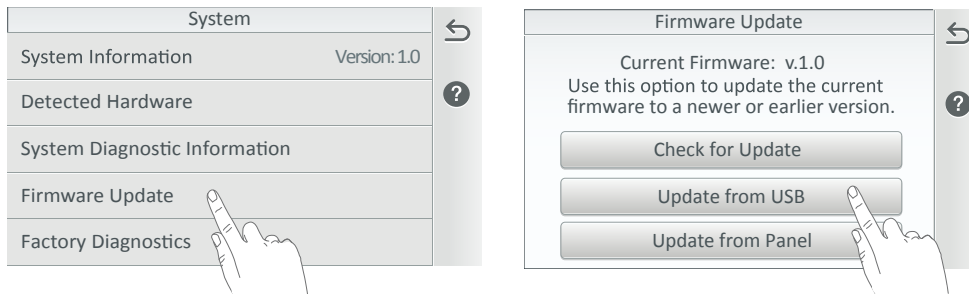 System
System Information Version: 1.0
Detected Hardware
System Diagnostic Information
Firmware Update
Factory Diagnostics
?
Firmware Update
Current Firmware: v.1.0
Use this option to update the current
firmware to a newer or earlier version.
Check for Update
Update from USB
Update from Panel
?